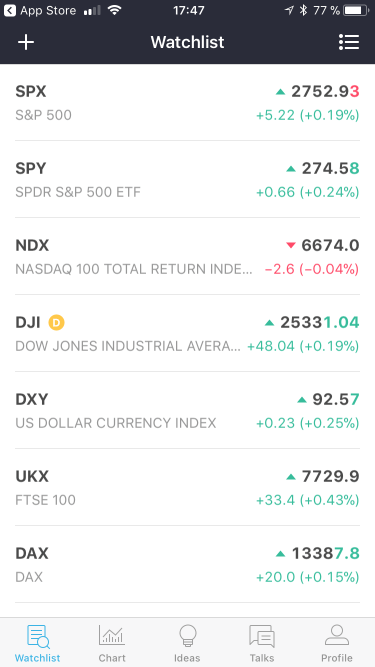 App Store 17:47 77 %
Watchlist
SPX 2752.93
S&P 500 +5.22 (+0.19%)
SPY 274.58
SPDR S&P 500 ETF +0.66 (+0.24%)
NDX 6674.0
NASDAQ 100 TOTAL RETURN INDE... −2.6 (−0.04%)
DJI D 25331.04
DOW JONES INDUSTRIAL AVERA... +48.04 (+0.19%)
DXY 92.57
US DOLLAR CURRENCY INDEX +0.23 (+0.25%)
UKX 7729.9
FTSE 100 +33.4 (+0.43%)
DAX 13387.8
DAX +20.0 (+0.15%)
Watchlist Chart Ideas Talks Profile